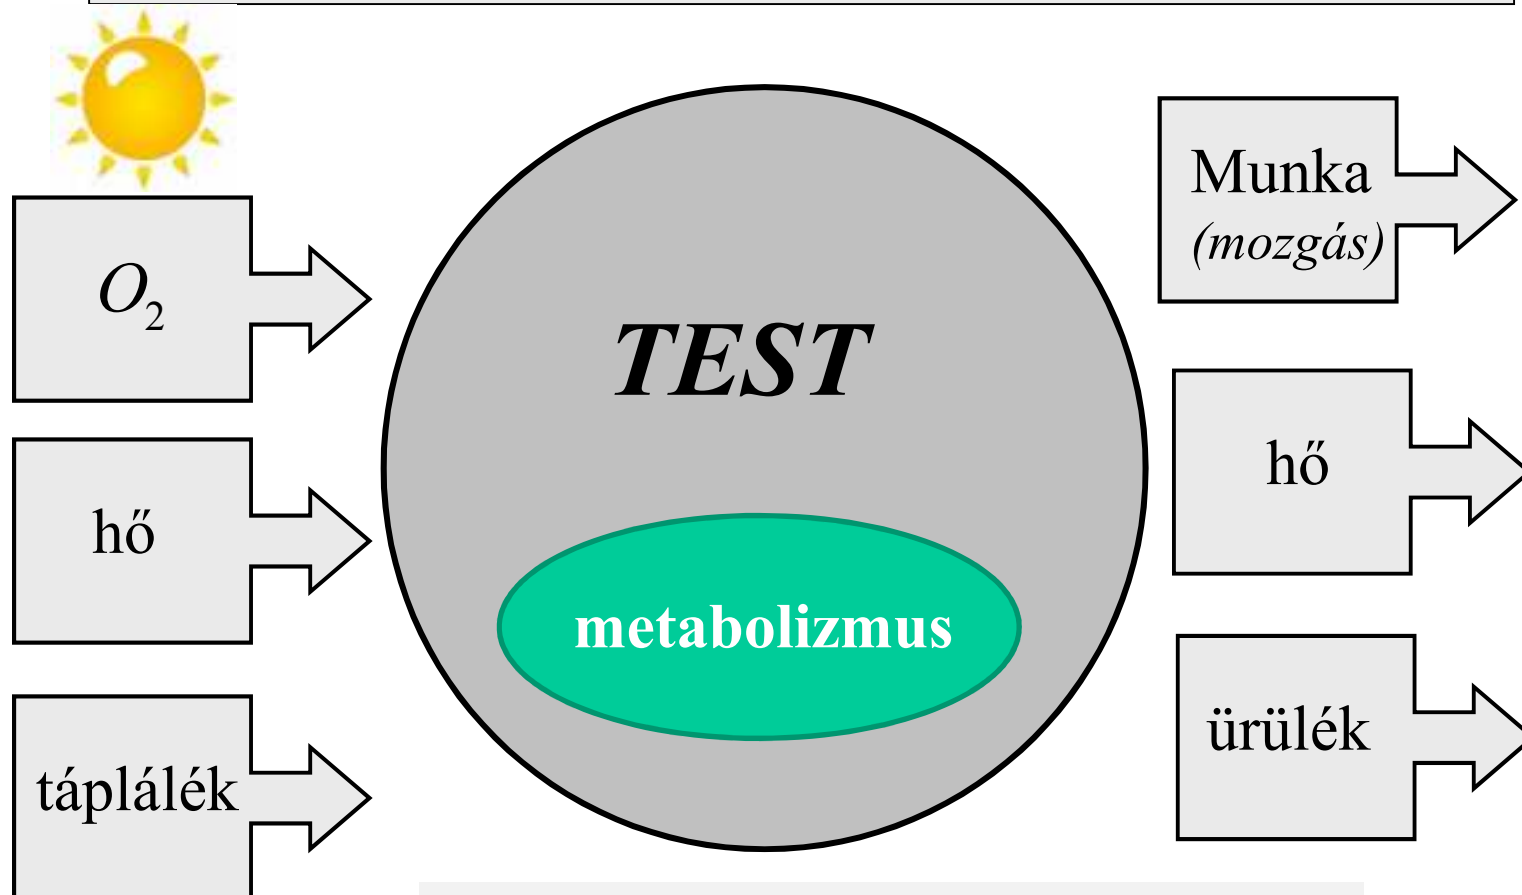 O₂
hő
táplálék
TEST
metabolizmus
Munka
(mozgás)
hő
ürülék